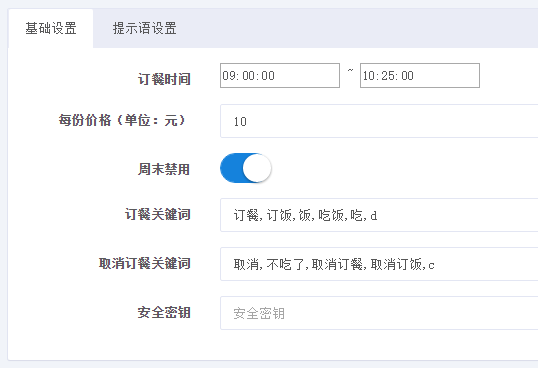 基础设置 提示语设置
订餐时间 09:00:00 ~ 10:25:00
每份价格（单位：元） 10
周末禁用
订餐关键词 订餐,订饭,饭,吃饭,吃,d
取消订餐关键词 取消,不吃了,取消订餐,取消订饭,c
安全密钥 安全密钥